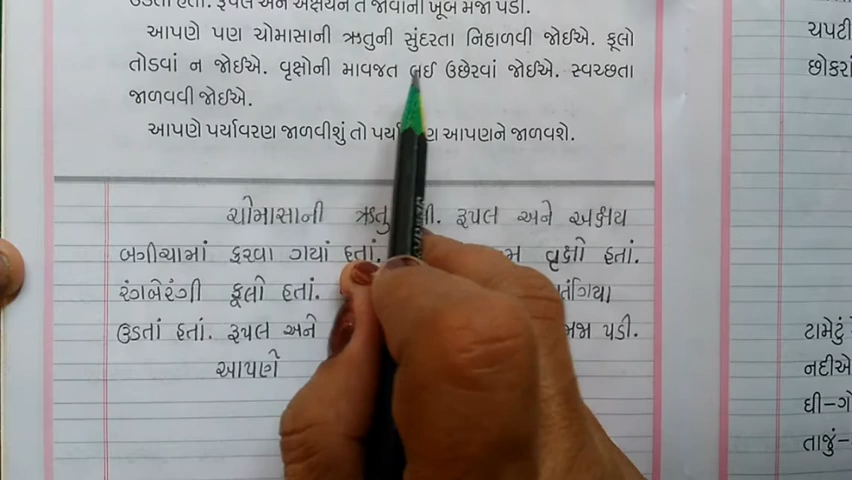 ઉડતાં હતાં. રૂપલ અને અક્ષયને તે જોવાની ખૂબ મજા પડી.
આપણે પણ ચોમાસાની ઋતુની સુંદરતા નિહાળવી જોઈએ. ફૂલો
તોડવાં ન જોઈએ. વૃક્ષોની માવજત લઈ ઉછેરવાં જોઈએ. સ્વચ્છતા
જાળવવી જોઈએ.
આપણે પર્યાવરણ જાળવીશું તો આપણને જાળવશે.
ચોમાસાની ઋતુ રૂપલ અને અક્ષય
બગીચામાં ફરવા ગયાં હતાં. વૃક્ષો હતાં.
રંગબેરંગી ફૂલો હતાં.
ઉડતાં હતાં. રૂપલ અને પડી.
આપણે
ચપટી
છોકરાં
ટામેટું
નદીએ
ઘી-ગો
તાજું-